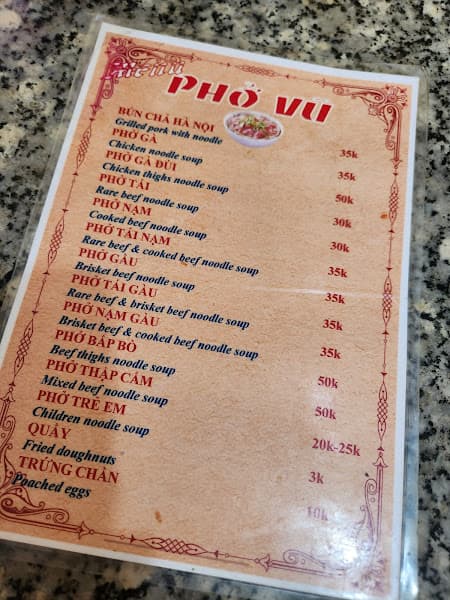 Menu
PHỞ VU
BÚN CHẢ HÀ NỘI 35k
Grilled pork with noodle
PHỞ GÀ 35k
Chicken noodle soup
PHỞ GÀ ĐÙI 50k
Chicken thighs noodle soup
PHỞ TÁI 30k
Rare beef noodle soup
PHỞ NẠM 30k
Cooked beef noodle soup
PHỞ TÁI NẠM 35k
Rare beef & cooked beef noodle soup
PHỞ GẦU 35k
Brisket beef noodle soup
PHỞ TÁI GẦU 35k
Rare beef & brisket beef noodle soup
PHỞ NẠM GẦU 35k
Brisket beef & cooked beef noodle soup
PHỞ BẮP BÒ 50k
Beef thighs noodle soup
PHỞ THẬP CẨM 50k
Mixed beef noodle soup
PHỞ TRẺ EM 20k-25k
Children noodle soup
QUẨY 3k
Fried doughnuts
TRỨNG CHẦN 10k
Poached eggs